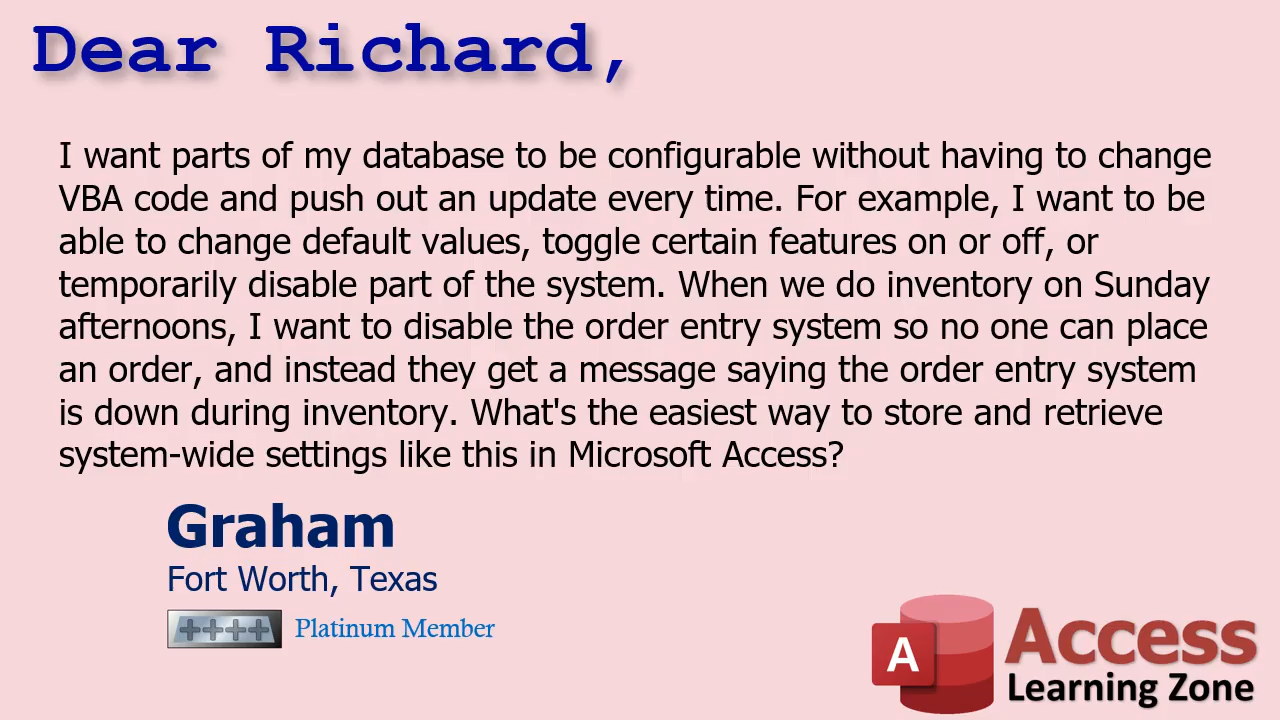 Dear Richard,
I want parts of my database to be configurable without having to change
VBA code and push out an update every time. For example, I want to be
able to change default values, toggle certain features on or off, or
temporarily disable part of the system. When we do inventory on Sunday
afternoons, I want to disable the order entry system so no one can place
an order, and instead they get a message saying the order entry system
is down during inventory. What's the easiest way to store and retrieve
system-wide settings like this in Microsoft Access?
Graham
Fort Worth, Texas
Platinum Member
A
Access
Learning Zone